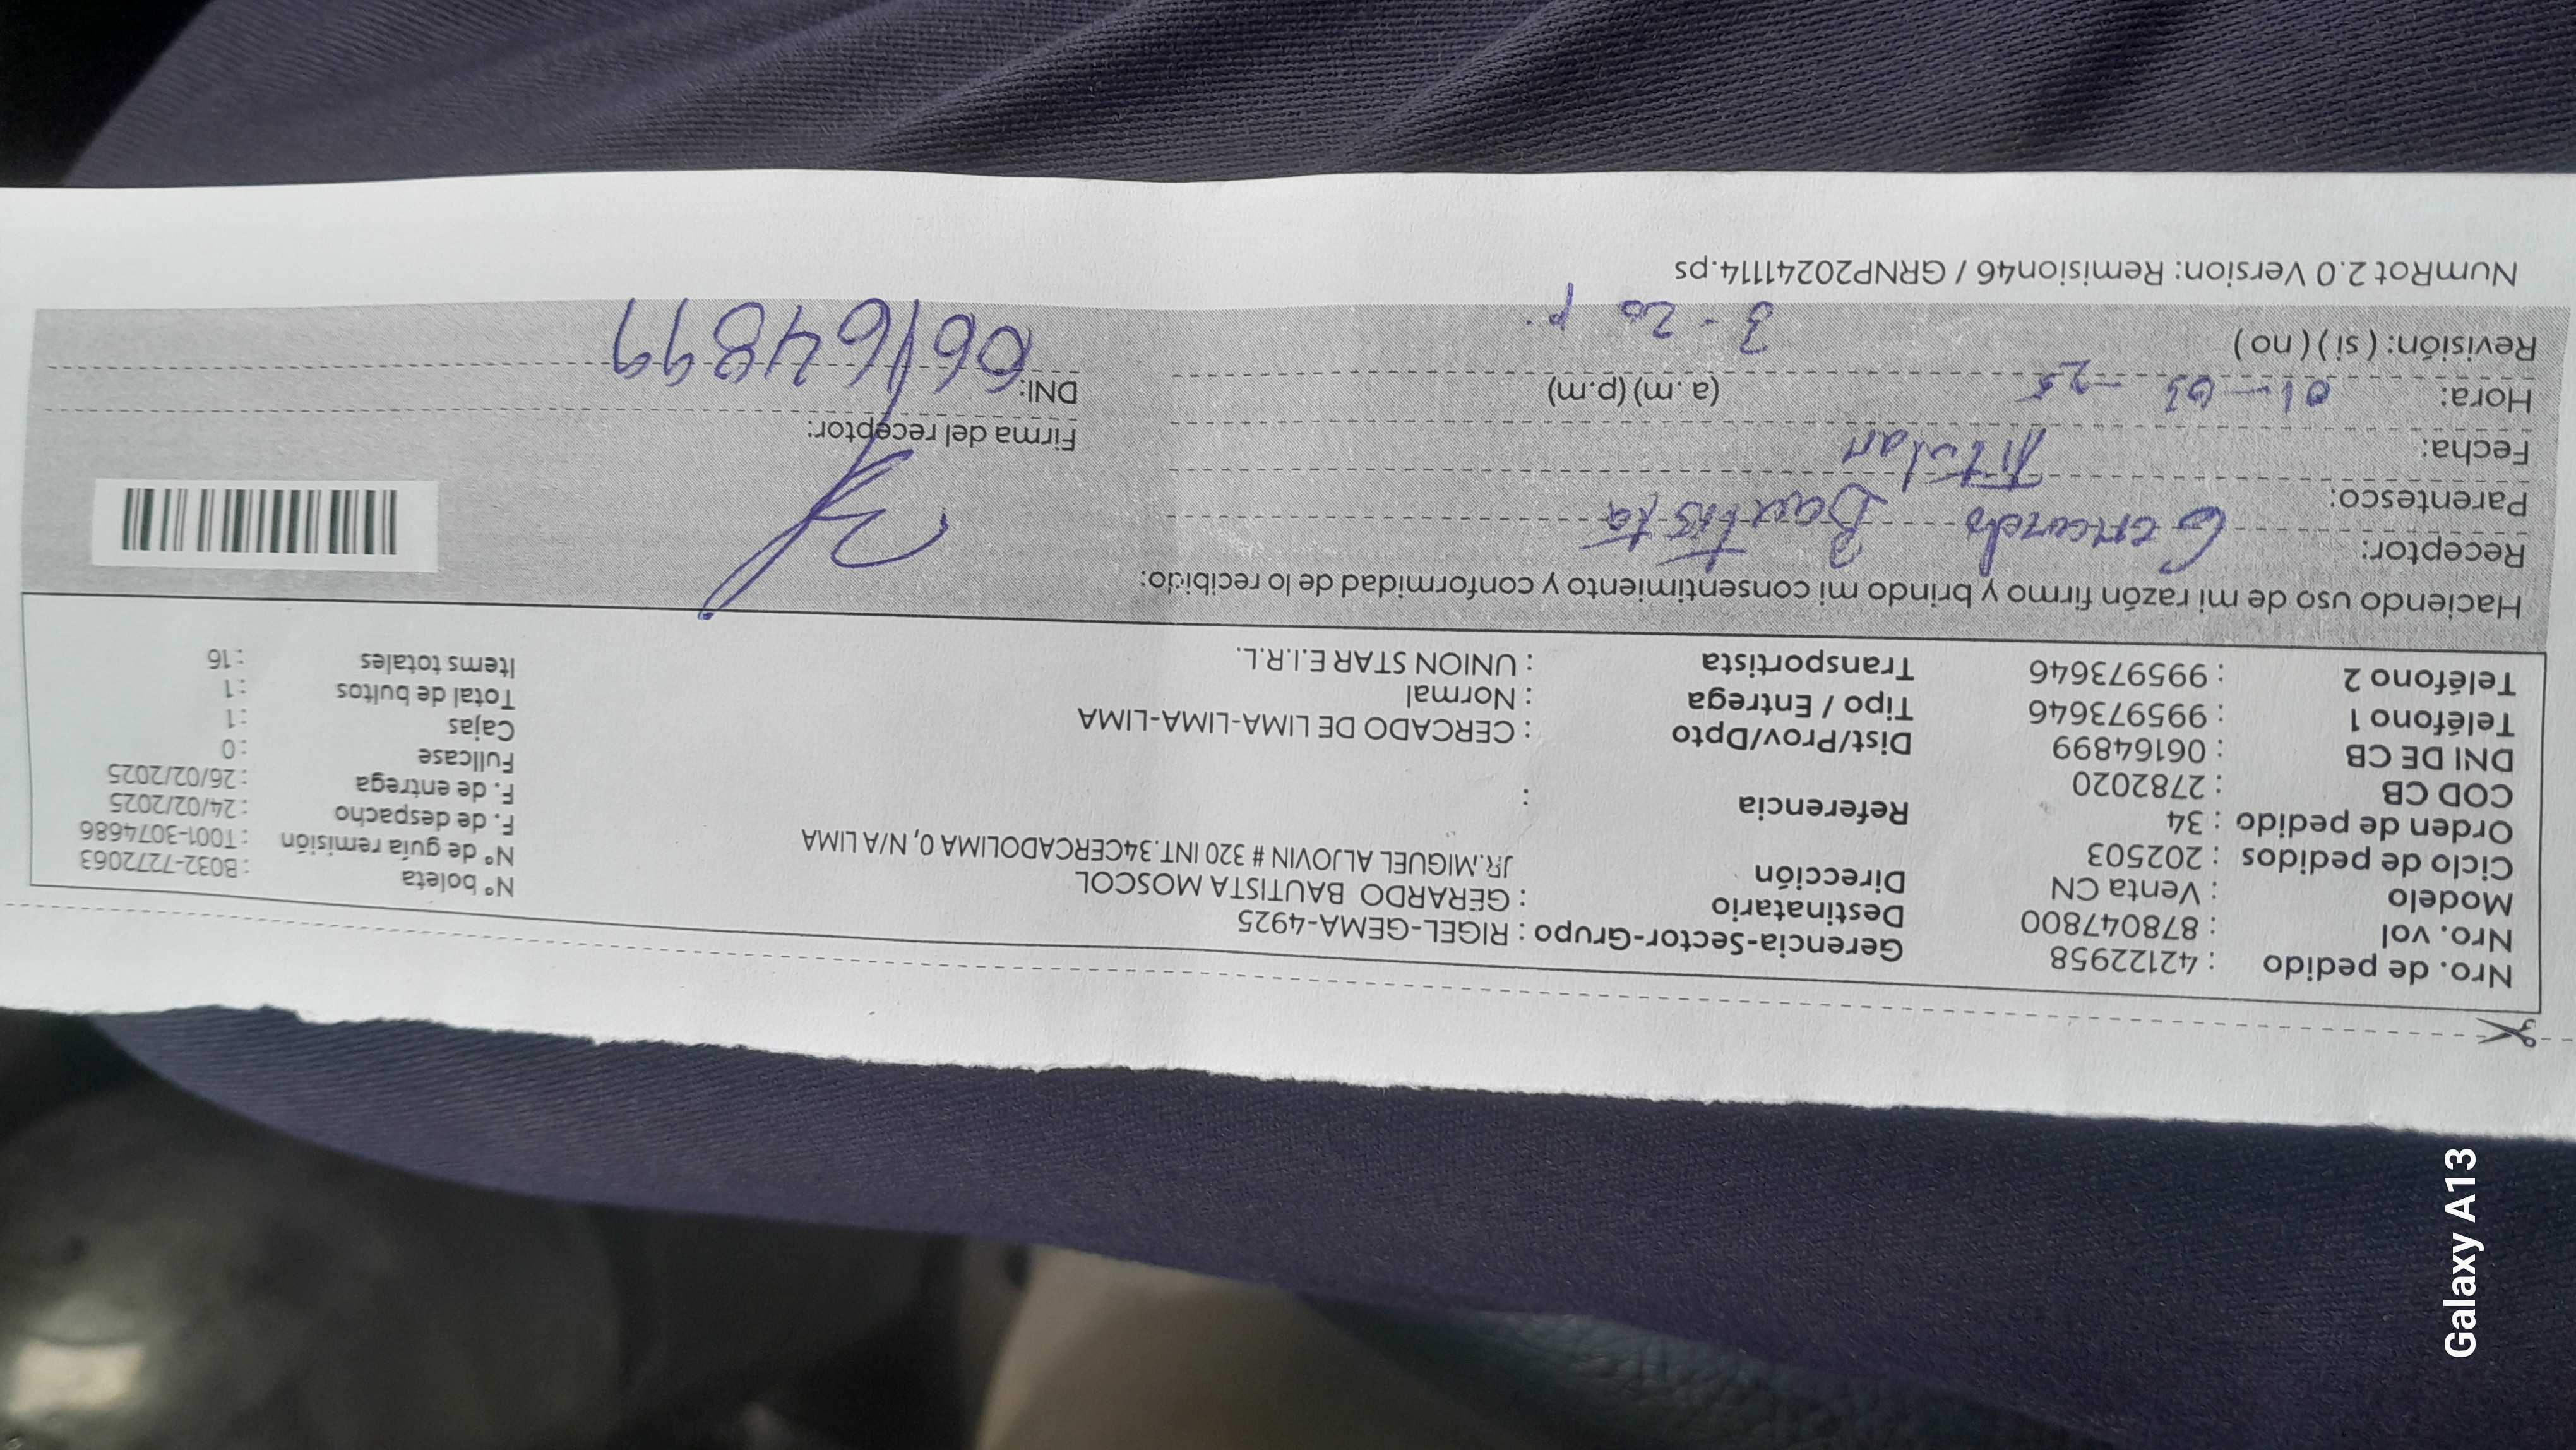 Nro. de pedido : 42122958
Nro. vol : 878047800
Modelo : Venta CN
Ciclo de pedidos : 202503
Orden de pedido : 34
COD CB : 2782020
DNI DE CB : 06164899
Teléfono 1 : 995973646
Teléfono 2 : 995973646
Gerencia-Sector-Grupo : RIGEL-GEMA-4925
Destinatario : GERARDO BAUTISTA MOSCOL
Dirección JR.MIGUEL ALJOVIN # 320 INT.34CERCADOLIMA 0, N/A LIMA
Referencia :
Dist/Prov/Dpto : CERCADO DE LIMA-LIMA-LIMA
Tipo / Entrega : Normal
Transportista : UNION STAR E.I.R.L.
N° boleta : B032-7272063
N° de guía remisión : T001-3074686
F. de despacho : 24/02/2025
F. de entrega : 26/02/2025
Fullcase : 0
Cajas : 1
Total de bultos : 1
Items totales : 16
Haciendo uso de mi razón firmo y brindo mi consentimiento y conformidad de lo recibido:
Receptor: Gerardo Bautista
Parentesco: Titular
Fecha: 01-03-25
Hora: (a. m) (p.m) 3-20 p.
Revisión: ( si ) ( no )
Firma del receptor:
DNI: 06164899
NumRot 2.0 Version: Remision46 / GRNP20241114.ps
Galaxy A13